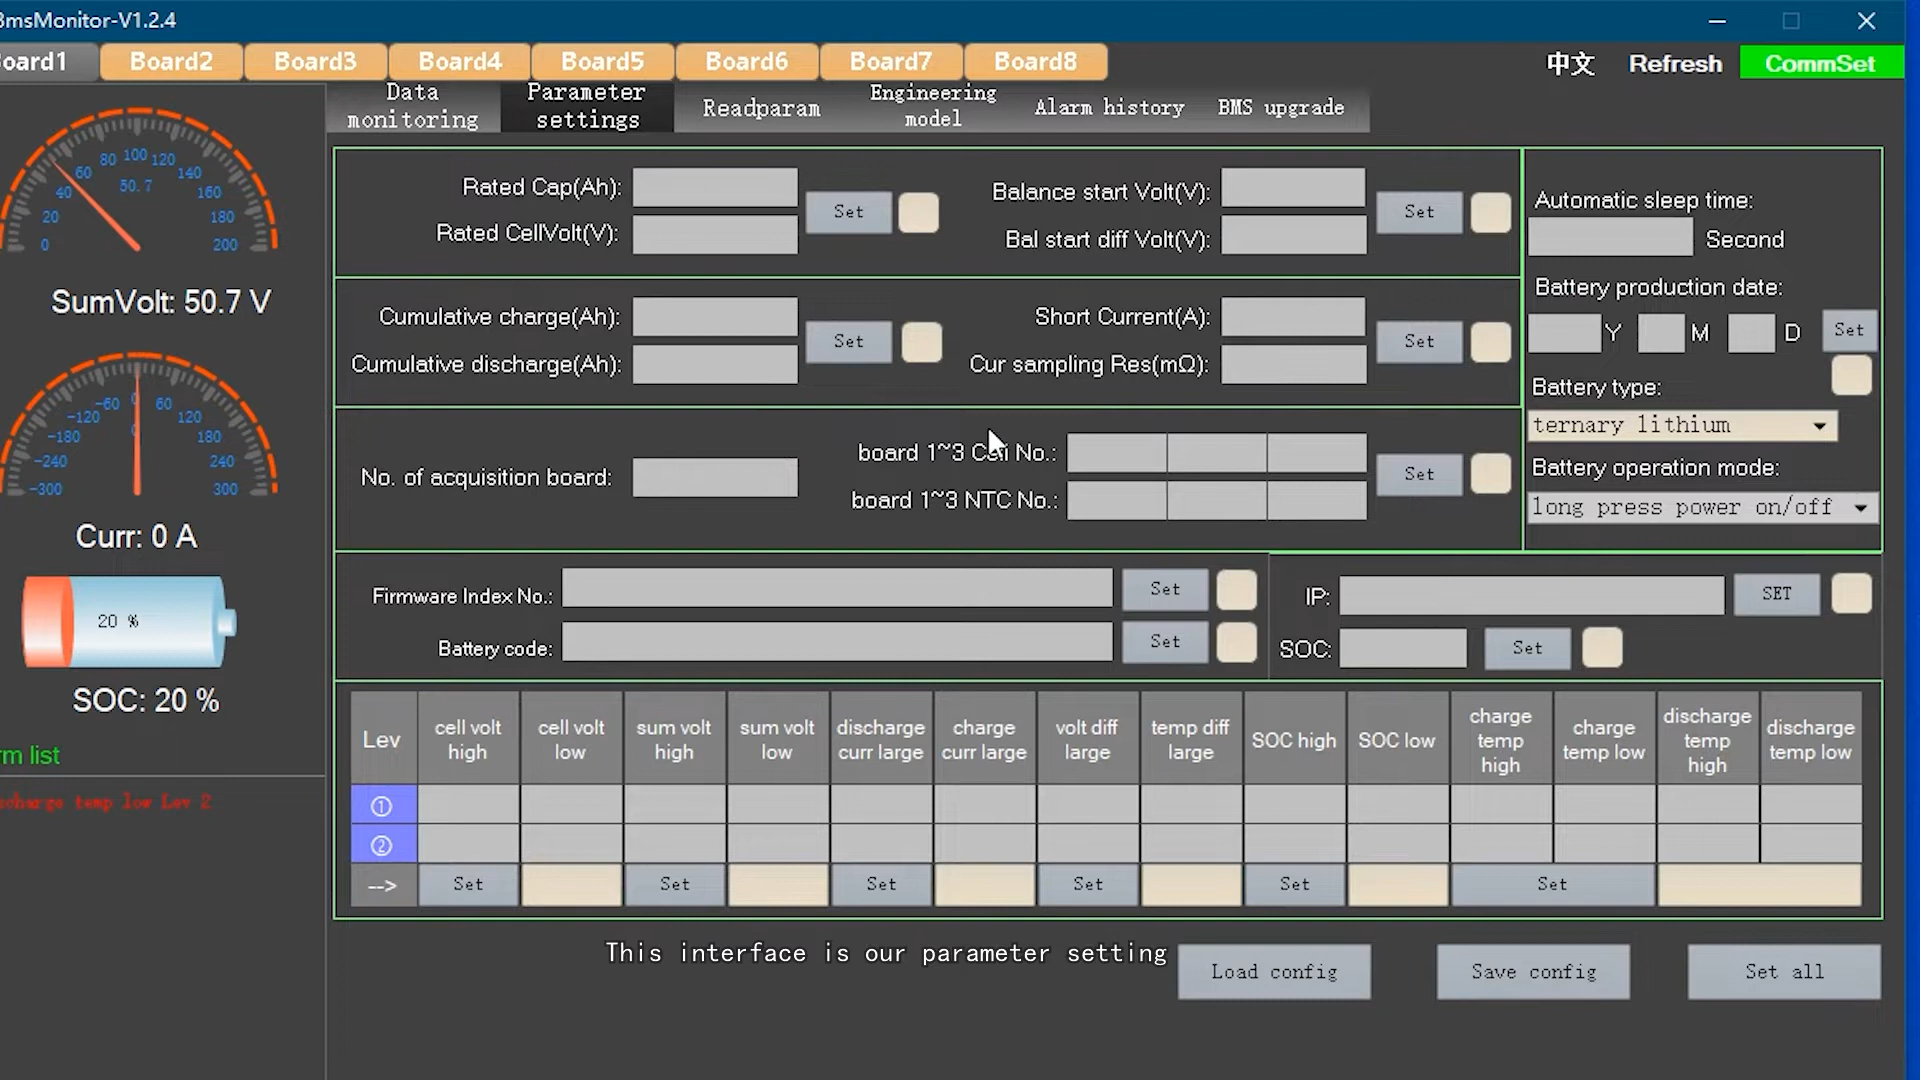 BmsMonitor-V1.2.4
Board1 Board2 Board3 Board4 Board5 Board6 Board7 Board8
中文 Refresh CommSet
Data monitoring
Parameter settings
Readparam
Engineering model
Alarm history
BMS upgrade
0 20 40 60 80 100 120 140 160 180 200
50.7
SumVolt: 50.7 V
-300 -240 -180 -120 -60 0 60 120 180 240 300
0
Curr: 0 A
20 %
SOC: 20 %
rm list
scharge temp low Lev 2
Rated Cap(Ah):
Rated CellVolt(V):
Set
Balance start Volt(V):
Bal start diff Volt(V):
Set
Cumulative charge(Ah):
Cumulative discharge(Ah):
Set
Short Current(A):
Cur sampling Res(mΩ):
Set
No. of acquisition board:
board 1~3 Cell No.:
board 1~3 NTC No.:
Set
Automatic sleep time:
Second
Battery production date:
Y M D Set
Battery type:
ternary lithium
Battery operation mode:
long press power on/off
Firmware Index No.: Set
Battery code: Set
IP: SET
SOC: Set
Lev
cell volt high
cell volt low
sum volt high
sum volt low
discharge curr large
charge curr large
volt diff large
temp diff large
SOC high
SOC low
charge temp high
charge temp low
discharge temp high
discharge temp low
①
②
--> Set Set Set Set Set Set
This interface is our parameter setting
Load config Save config Set all